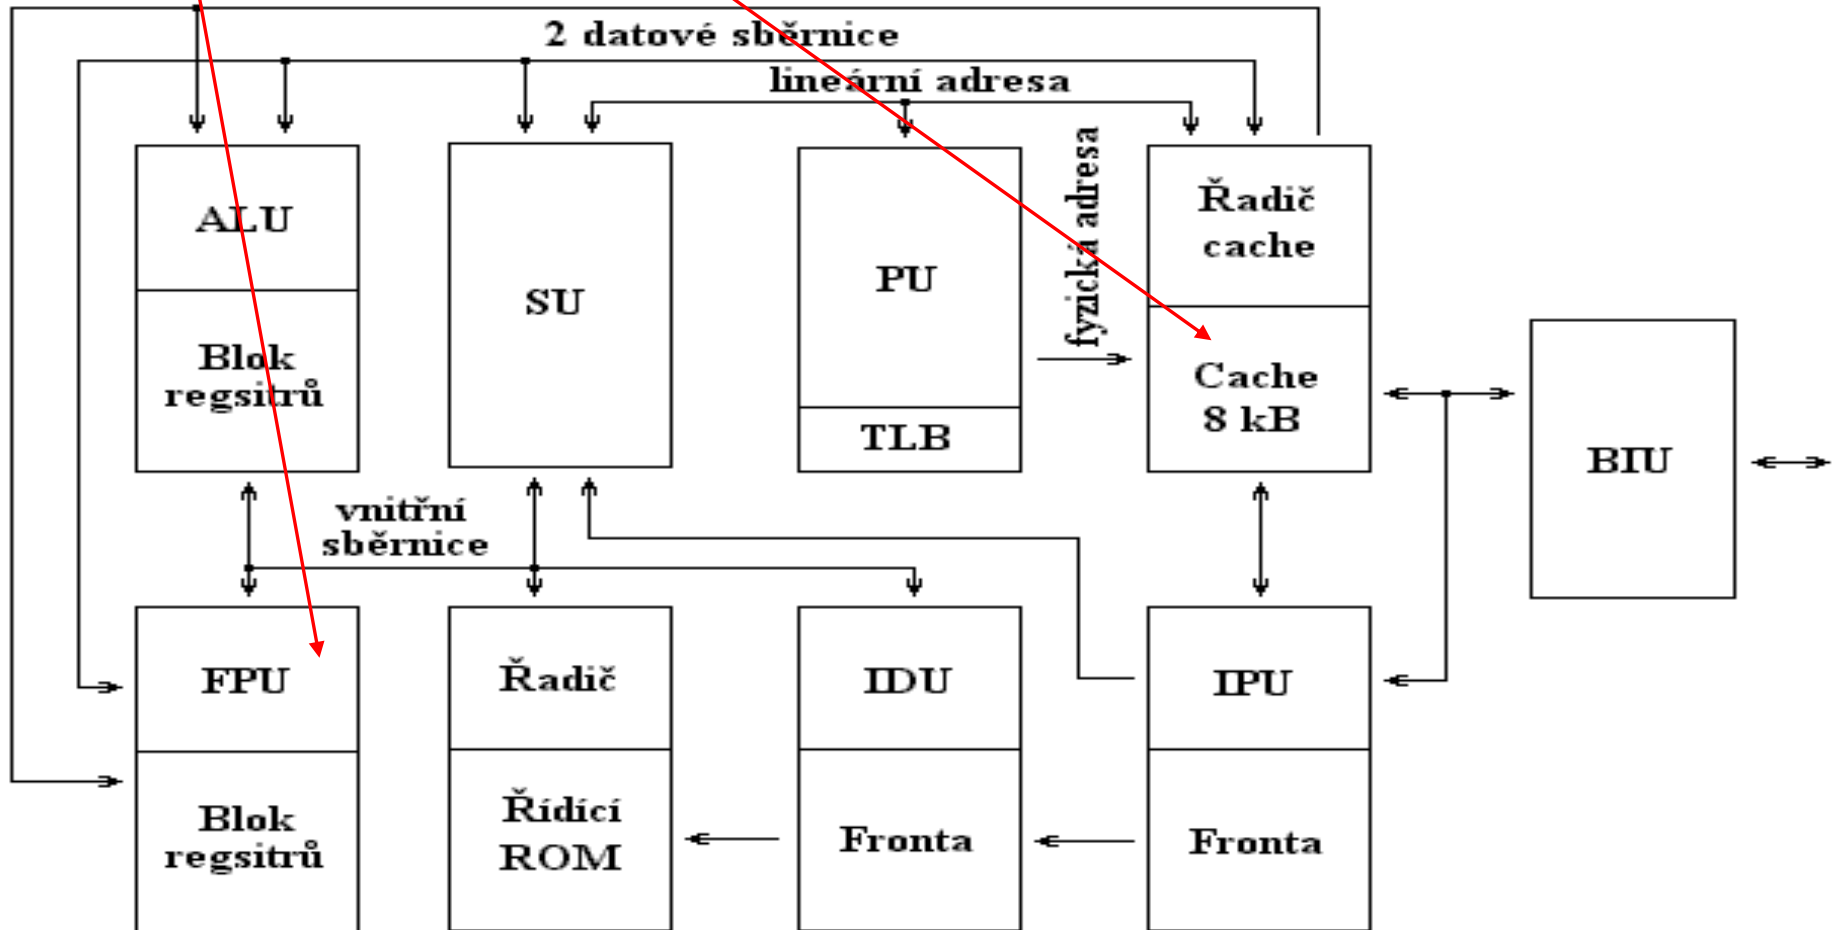 2 datové sběrnice
lineární adresa
fyzická adresa
ALU
Blok
regsitrů
SU
PU
TLB
Řadič
cache
Cache
8 kB
BIU
vnitřní
sběrnice
FPU
Blok
regsitrů
Řadič
Řídící
ROM
IDU
Fronta
IPU
Fronta